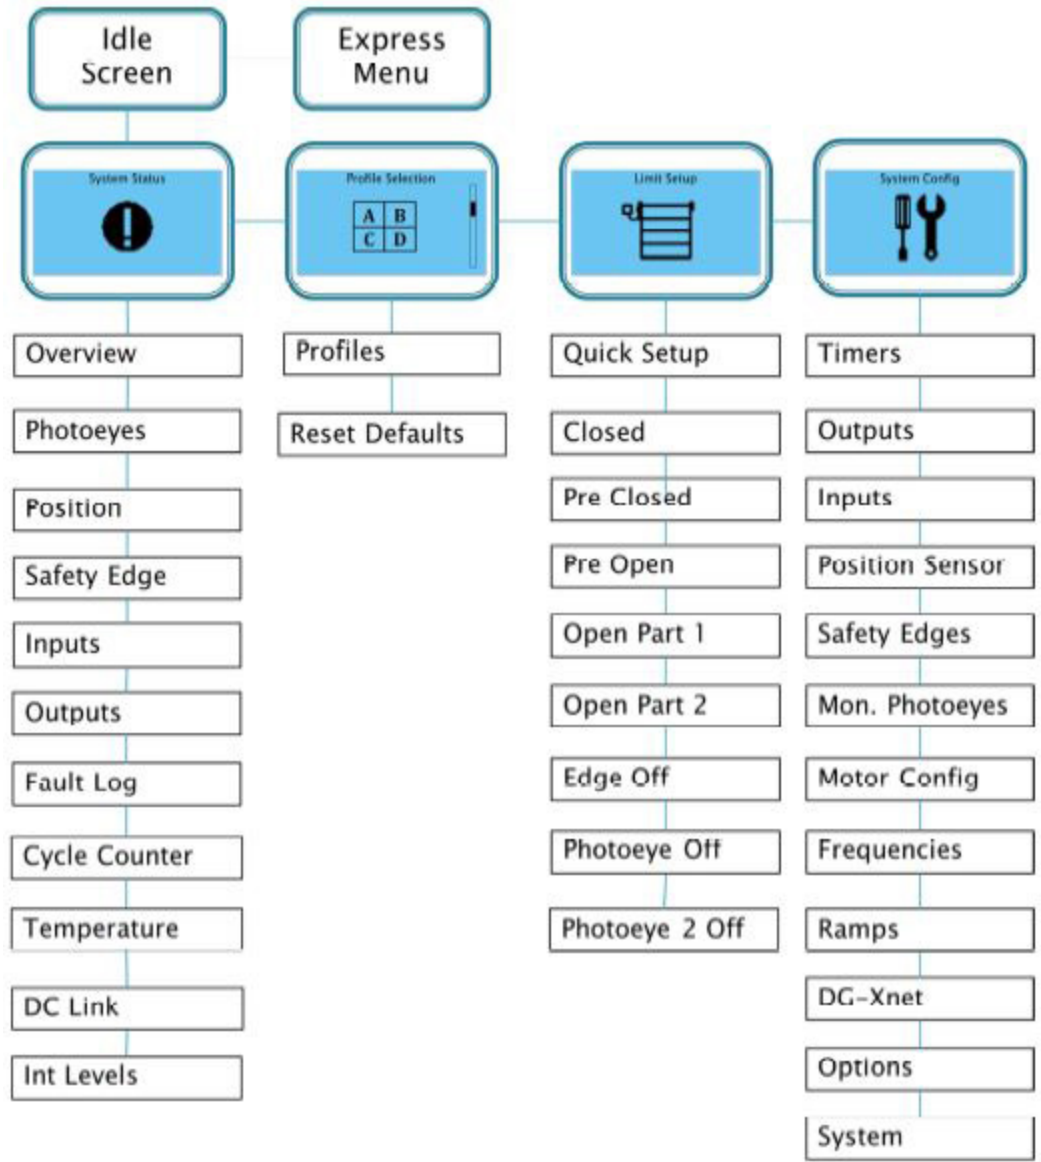 Idle
Screen
Express
Menu
System Status
Profile Selection
A B
C D
Limit Setup
System Config
Overview
Photoeyes
Position
Safety Edge
Inputs
Outputs
Fault Log
Cycle Counter
Temperature
DC Link
Int Levels
Profiles
Reset Defaults
Quick Setup
Closed
Pre Closed
Pre Open
Open Part 1
Open Part 2
Edge Off
Photoeye Off
Photoeye 2 Off
Timers
Outputs
Inputs
Position Sensor
Safety Edges
Mon. Photoeyes
Motor Config
Frequencies
Ramps
DG-Xnet
Options
System